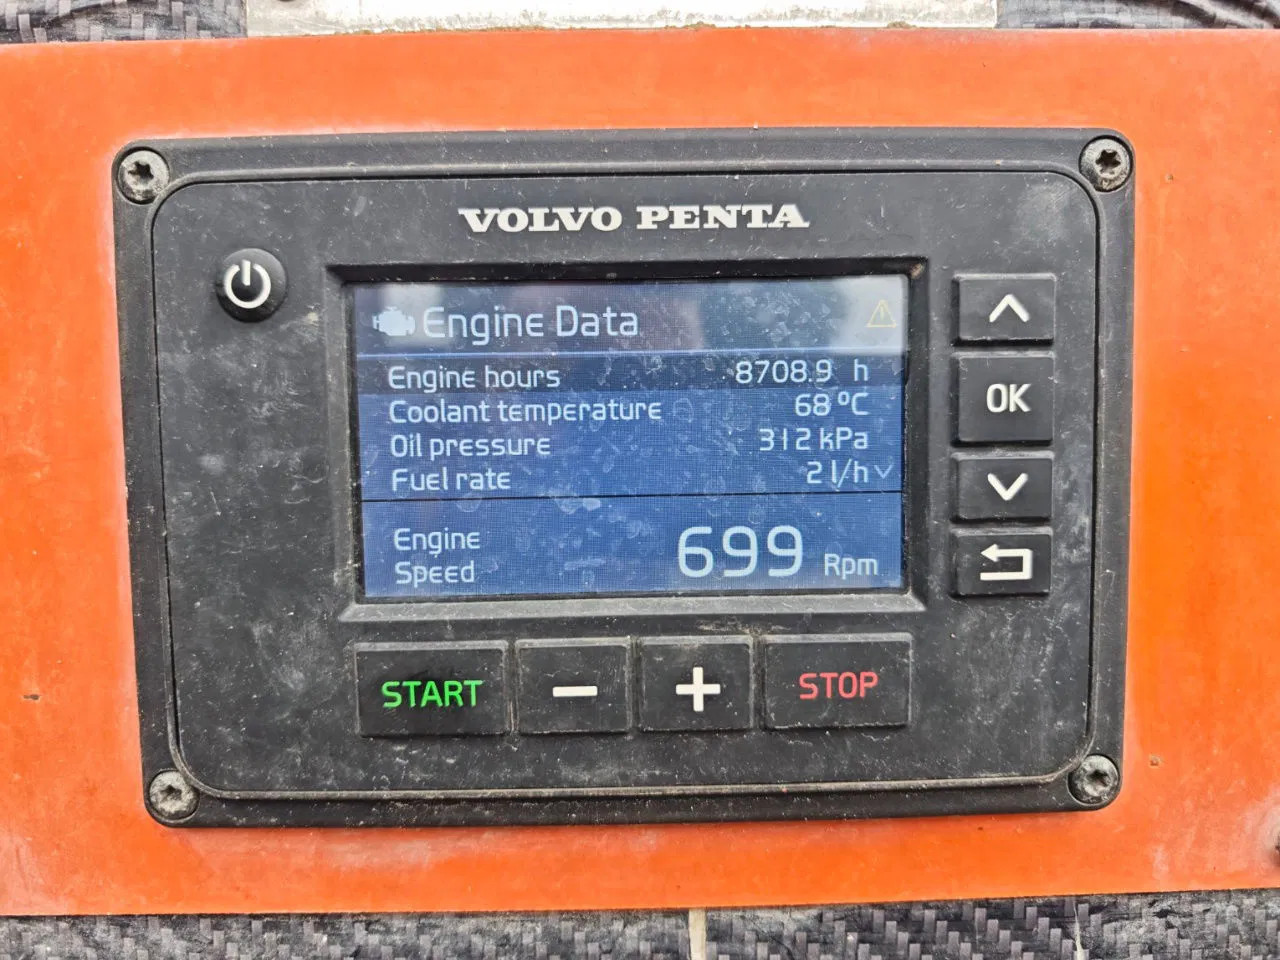 VOLVO PENTA
Engine Data
Engine hours 8708.9 h
Coolant temperature 68 °C
Oil pressure 312 kPa
Fuel rate 2 l/h
Engine Speed 699 Rpm
OK
START − + STOP